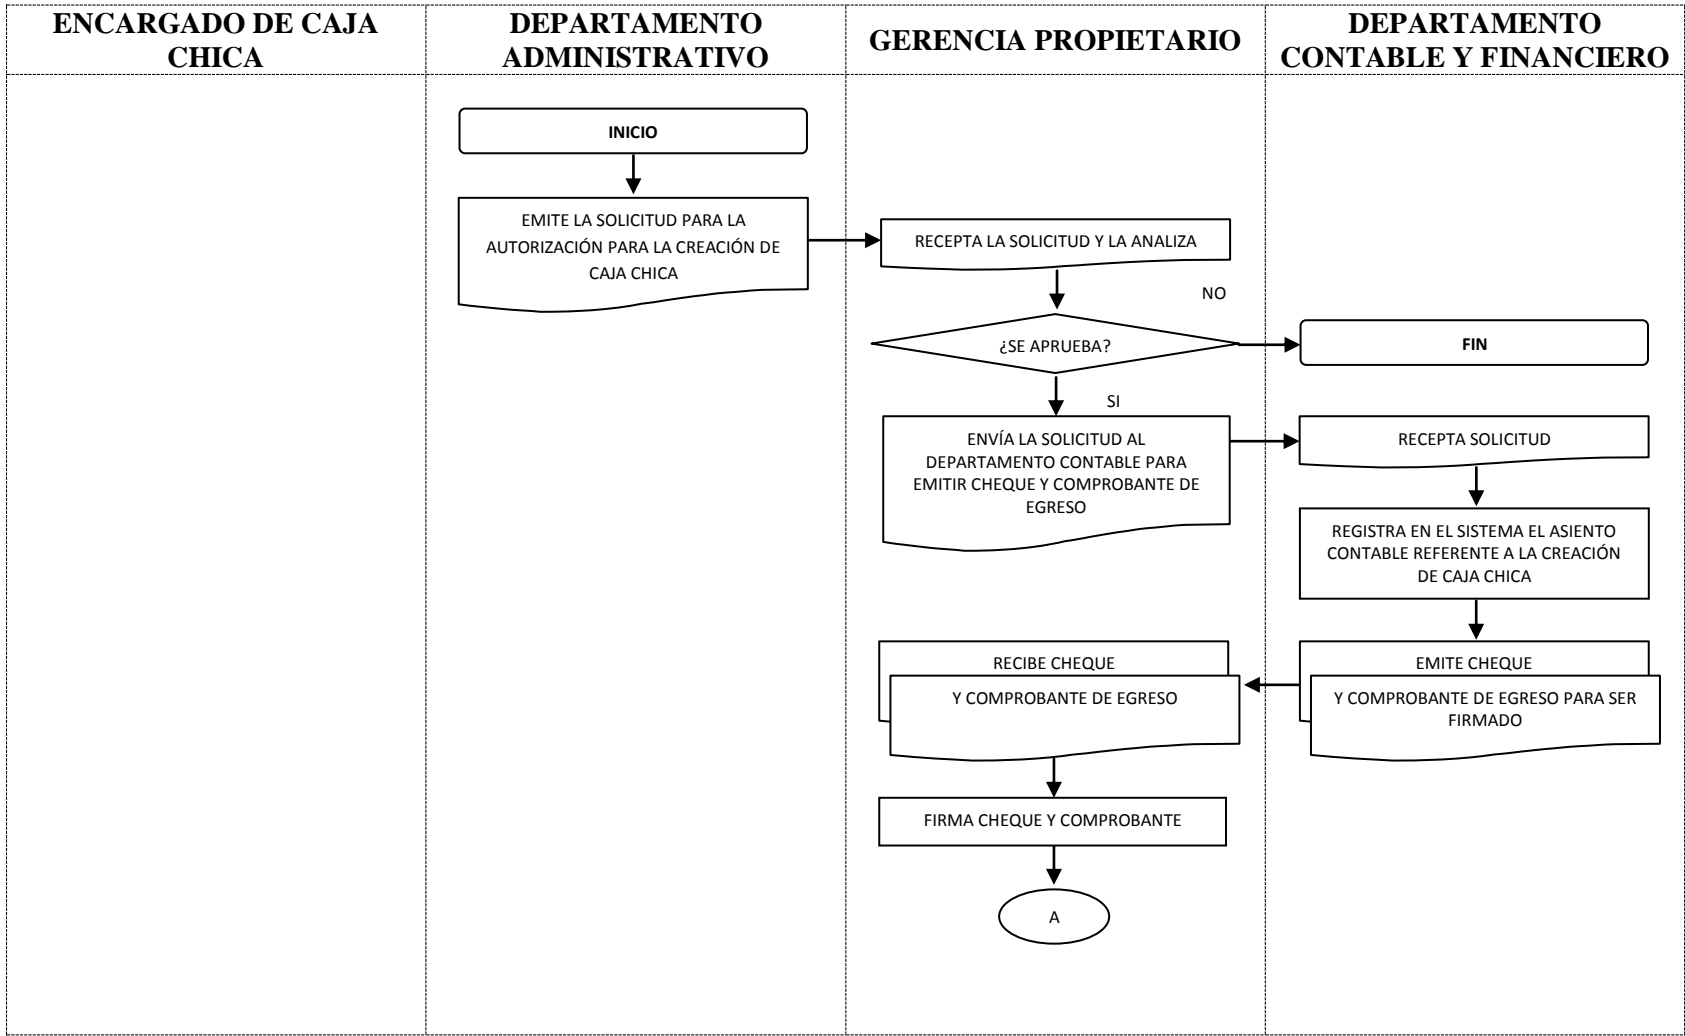 ENCARGADO DE CAJA
CHICA
DEPARTAMENTO
ADMINISTRATIVO
GERENCIA PROPIETARIO
DEPARTAMENTO
CONTABLE Y FINANCIERO
INICIO
EMITE LA SOLICITUD PARA LA
AUTORIZACIÓN PARA LA CREACIÓN DE
CAJA CHICA
RECEPTA LA SOLICITUD Y LA ANALIZA
NO
¿SE APRUEBA?
FIN
SI
ENVÍA LA SOLICITUD AL
DEPARTAMENTO CONTABLE PARA
EMITIR CHEQUE Y COMPROBANTE DE
EGRESO
RECEPTA SOLICITUD
REGISTRA EN EL SISTEMA EL ASIENTO
CONTABLE REFERENTE A LA CREACIÓN
DE CAJA CHICA
EMITE CHEQUE
Y COMPROBANTE DE EGRESO PARA SER
FIRMADO
RECIBE CHEQUE
Y COMPROBANTE DE EGRESO
FIRMA CHEQUE Y COMPROBANTE
A